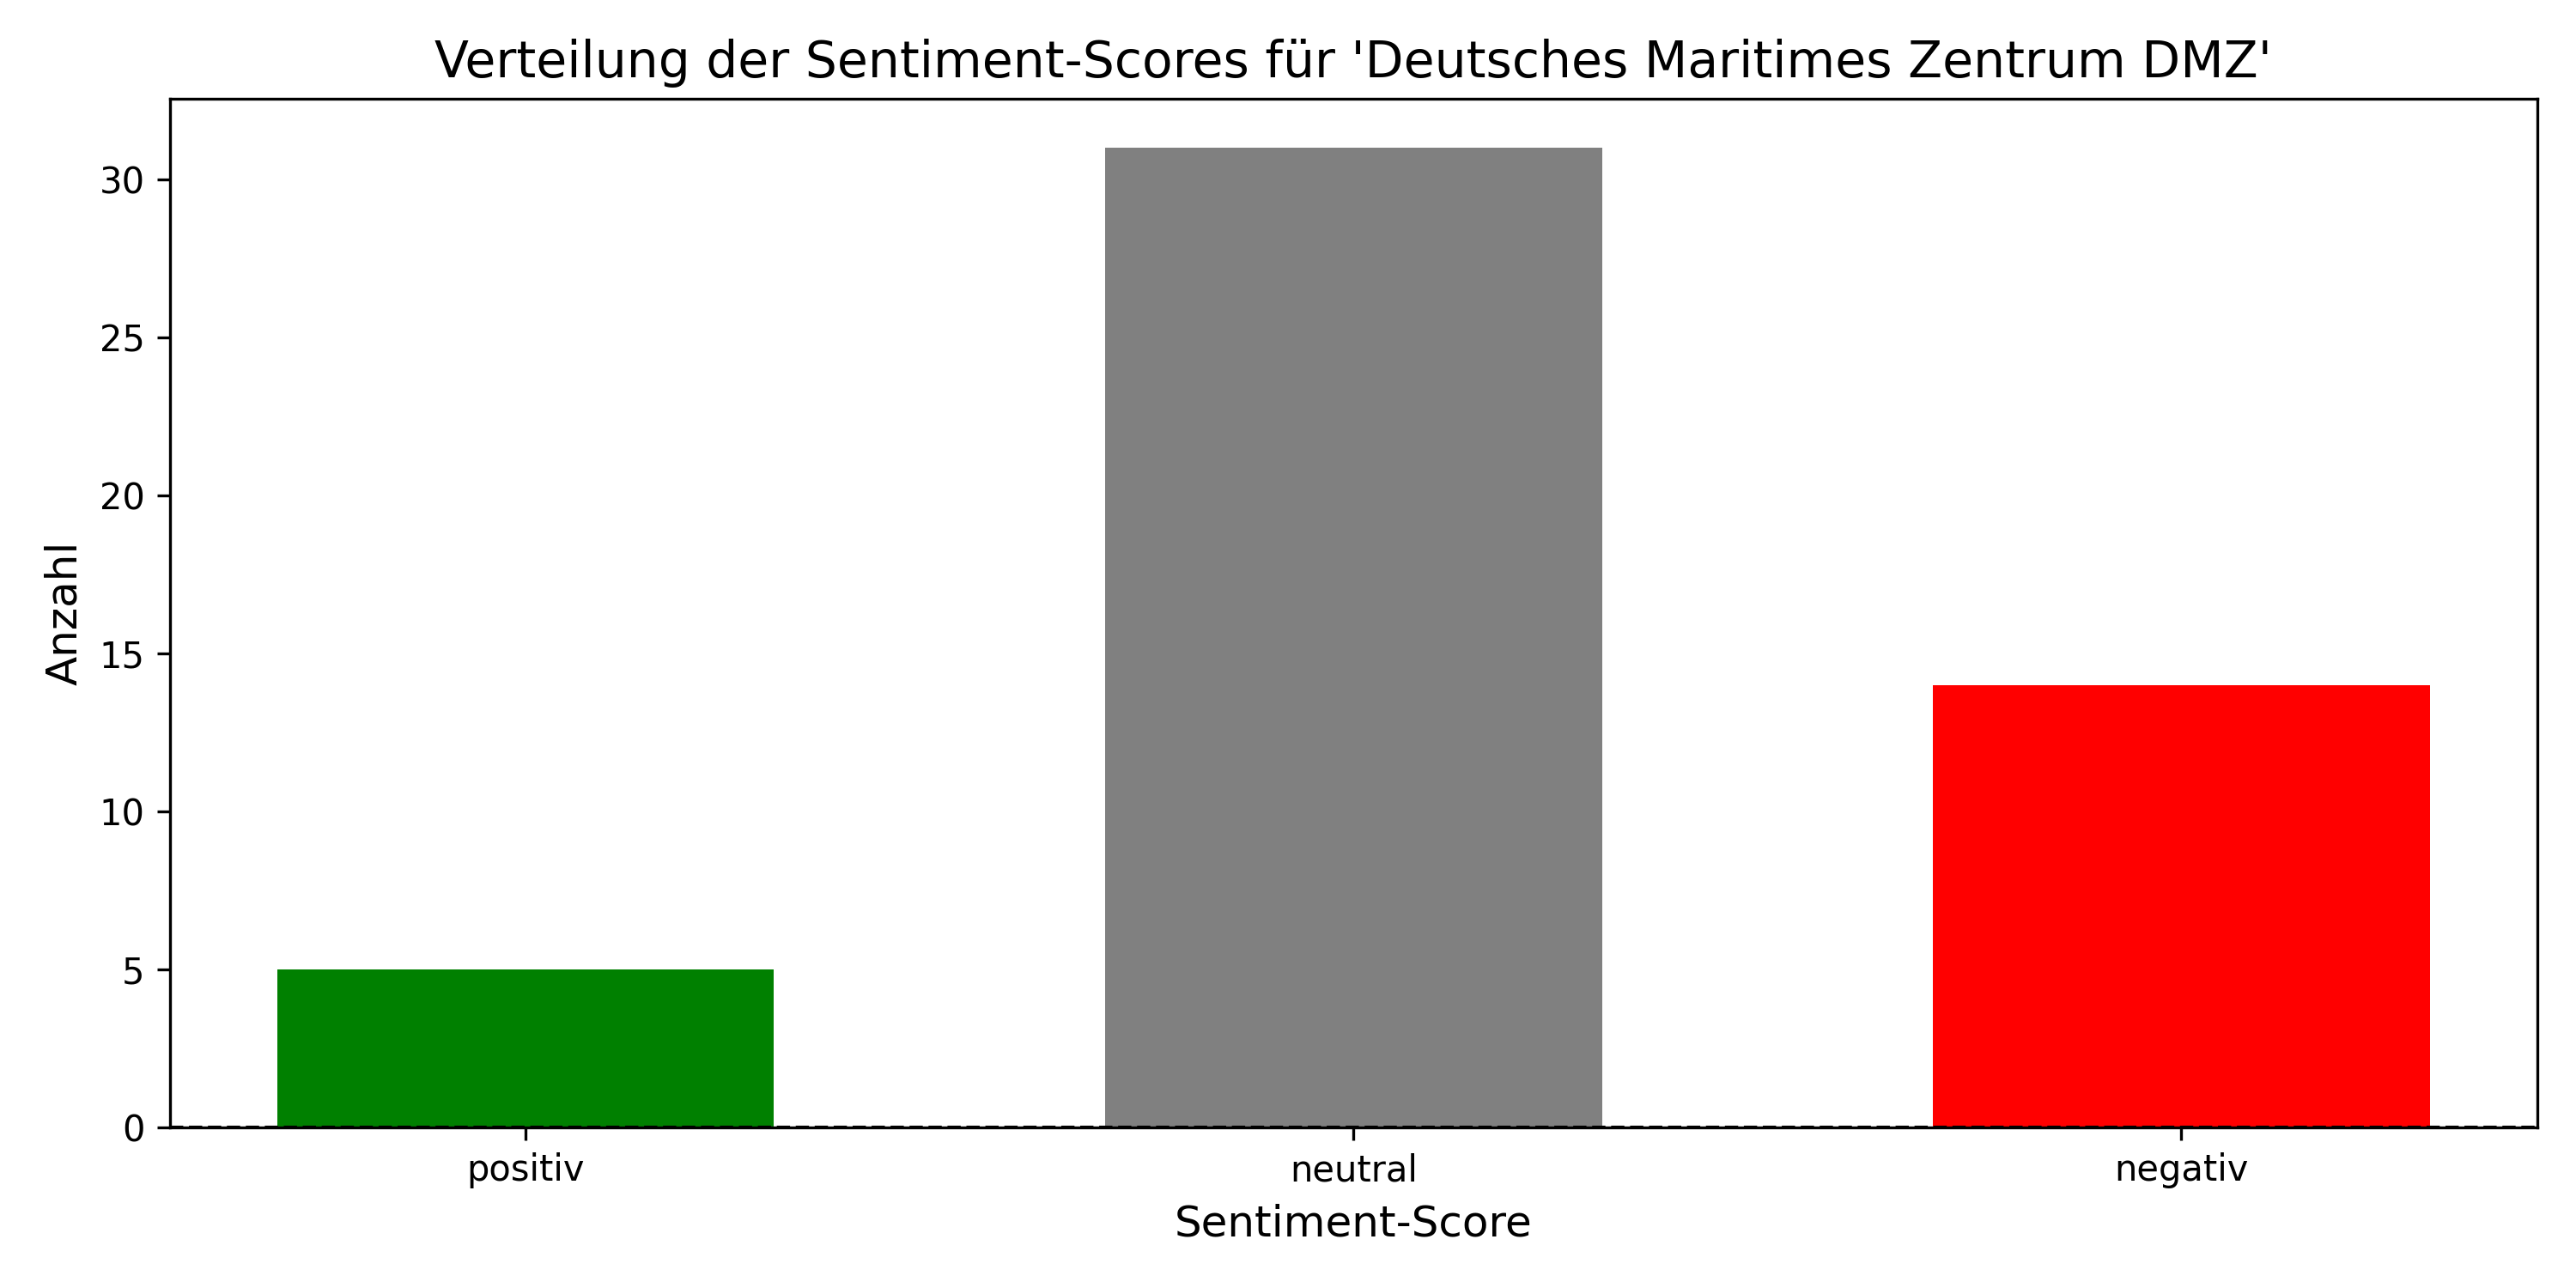 Verteilung der Sentiment-Scores für 'Deutsches Maritimes Zentrum DMZ'
30
25
20
15
10
5
0
Anzahl
positiv neutral negativ
Sentiment-Score